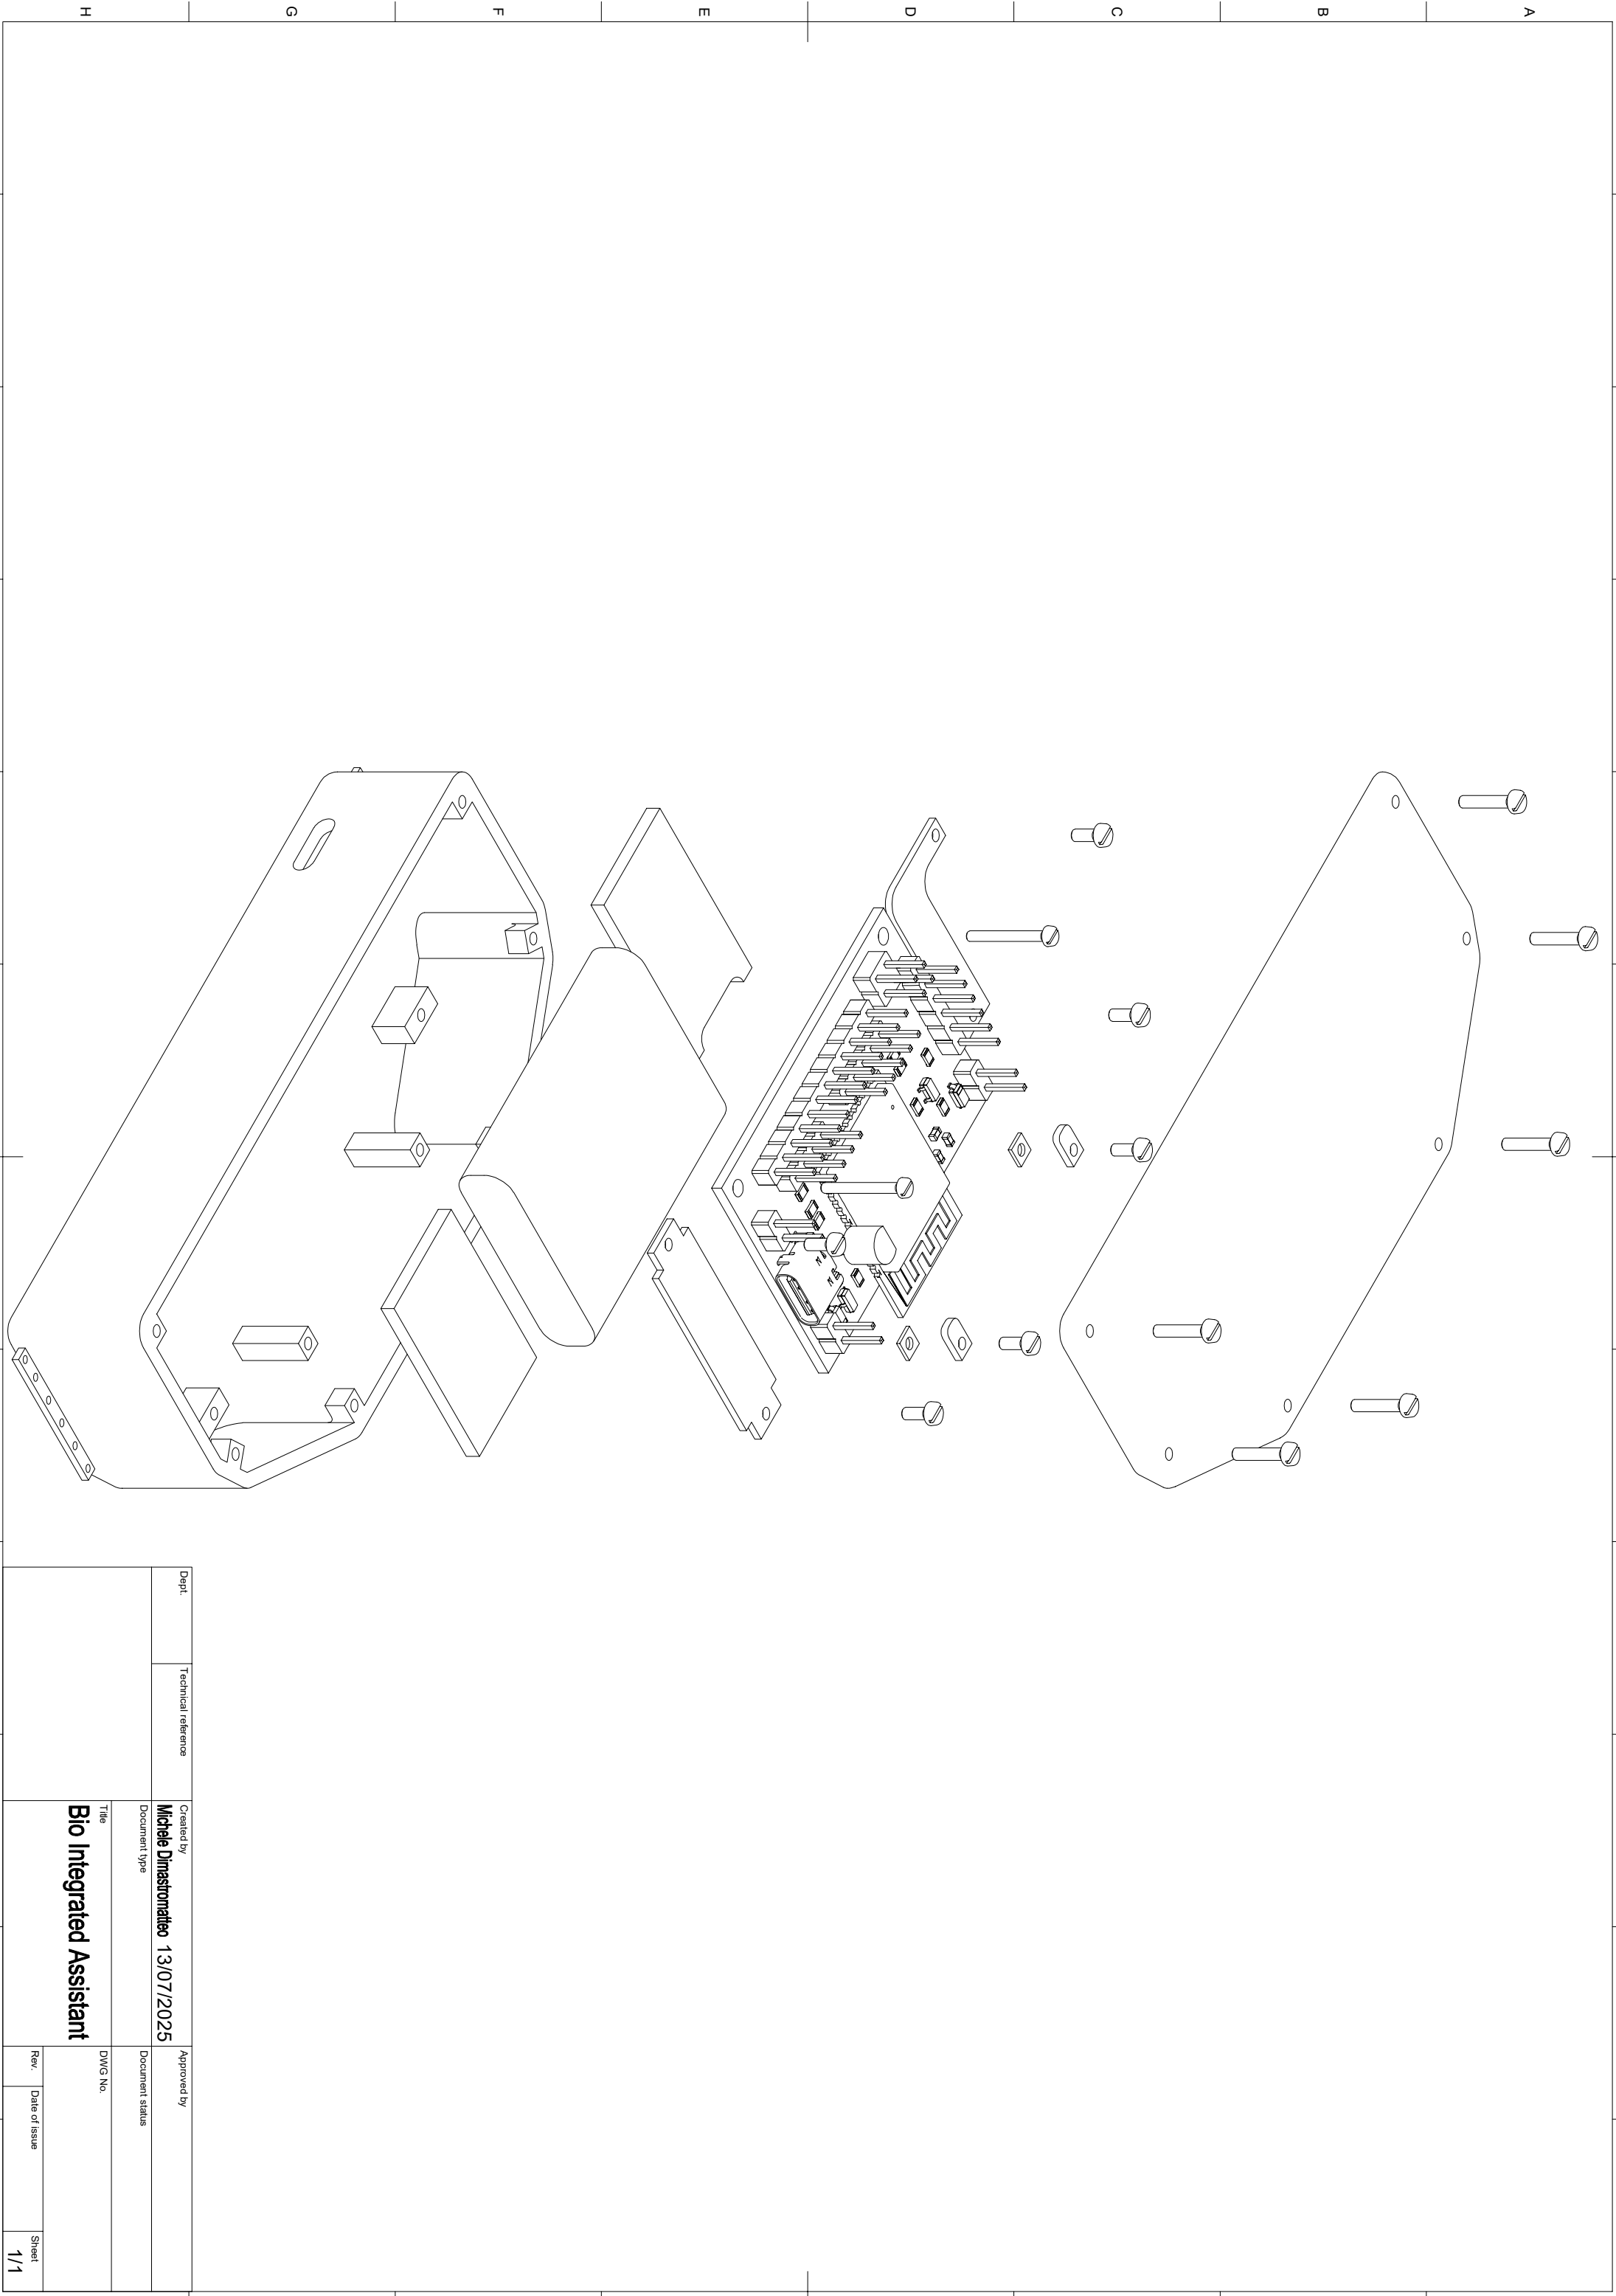 H G F E D C B A
Dept.
Technical reference
Created by
Michele Dimastromatteo 13/07/2025
Approved by
Document type
Document status
Title
Bio Integrated Assistant
DWG No.
Rev.
Date of issue
Sheet
1/1